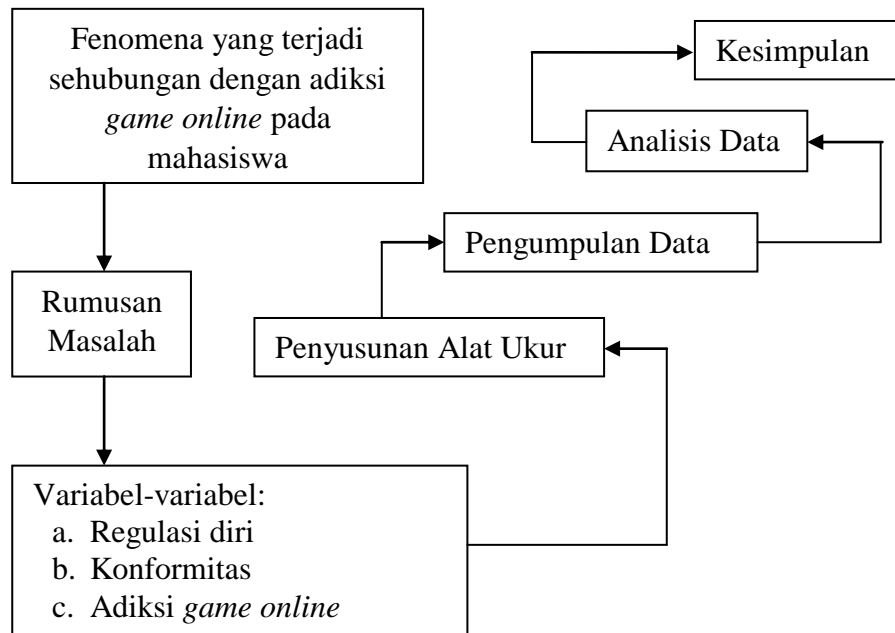 Fenomena yang terjadi
sehubungan dengan adiksi
game online pada
mahasiswa
Rumusan
Masalah
Variabel-variabel:
a. Regulasi diri
b. Konformitas
c. Adiksi game online
Penyusunan Alat Ukur
Pengumpulan Data
Analisis Data
Kesimpulan